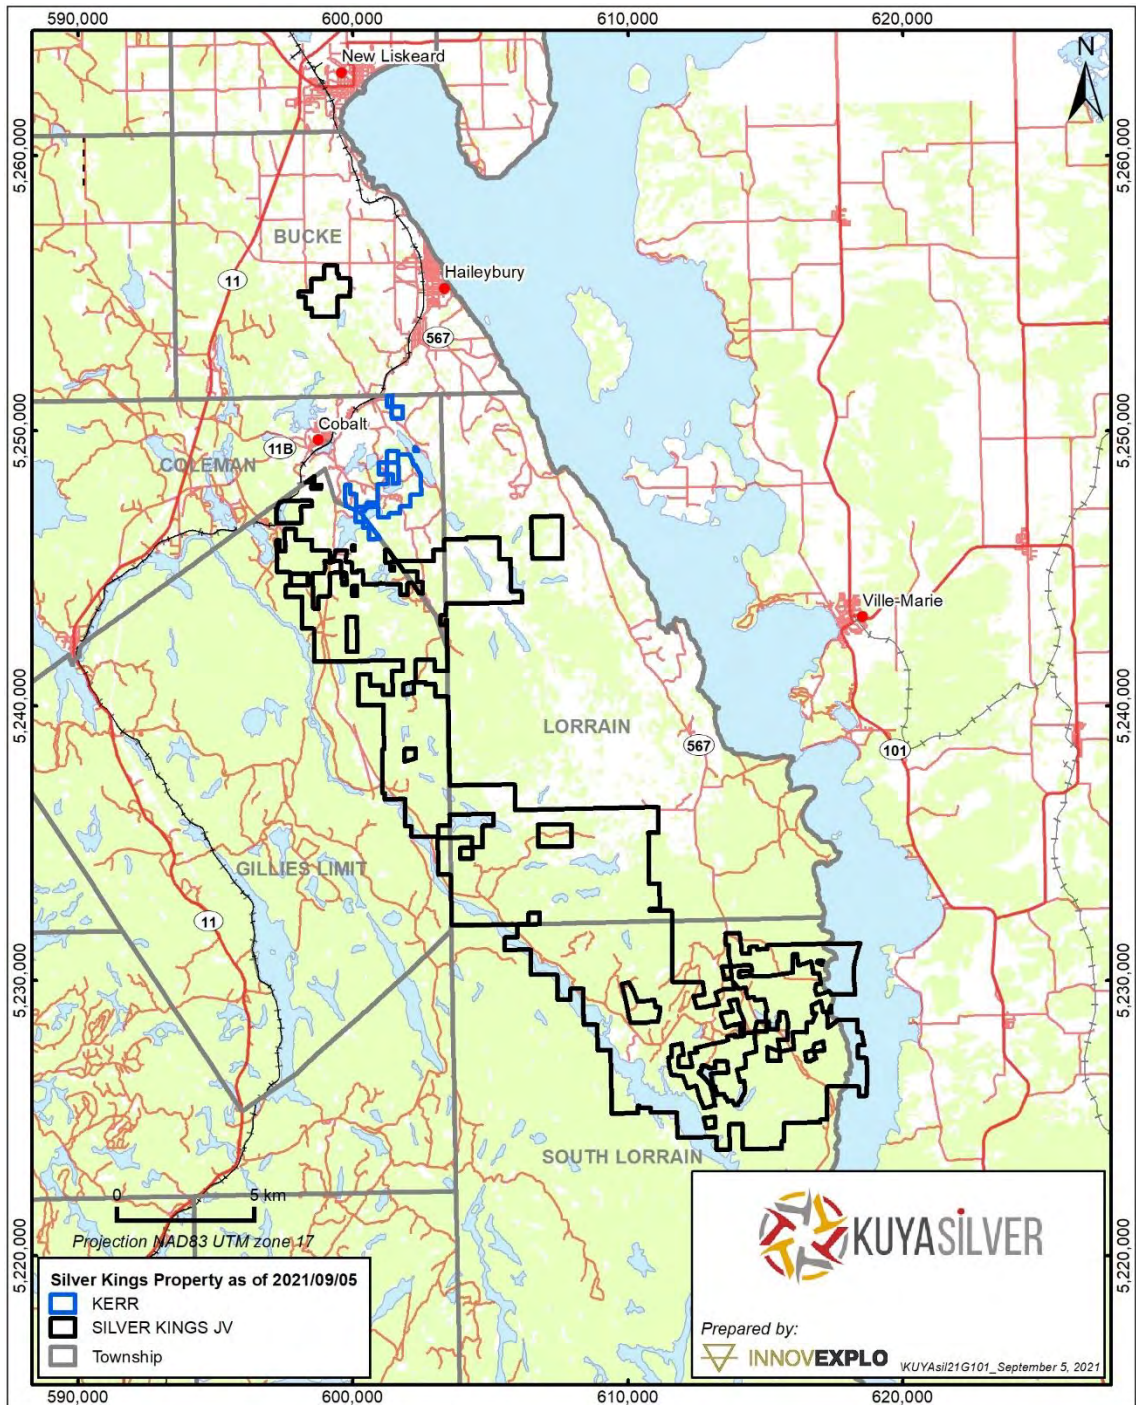 590,000
600,000
610,000
620,000
N
New Liskeard
5,260,000
5,260,000
BUCKE
Haileybury
11
567
5,250,000
5,250,000
Cobalt
11B
COLEMAN
Ville-Marie
5,240,000
5,240,000
LORRAIN
567
101
GILLIES LIMIT
11
5,230,000
5,230,000
SOUTH LORRAIN
0 5 km
Projection NAD83 UTM zone 17
5,220,000
5,220,000
Silver Kings Property as of 2021/09/05
KERR
SILVER KINGS JV
Township
KUYASILVER
Prepared by:
INNOVEXPLO
\KUYAsil21G101_September 5, 2021
590,000
600,000
610,000
620,000